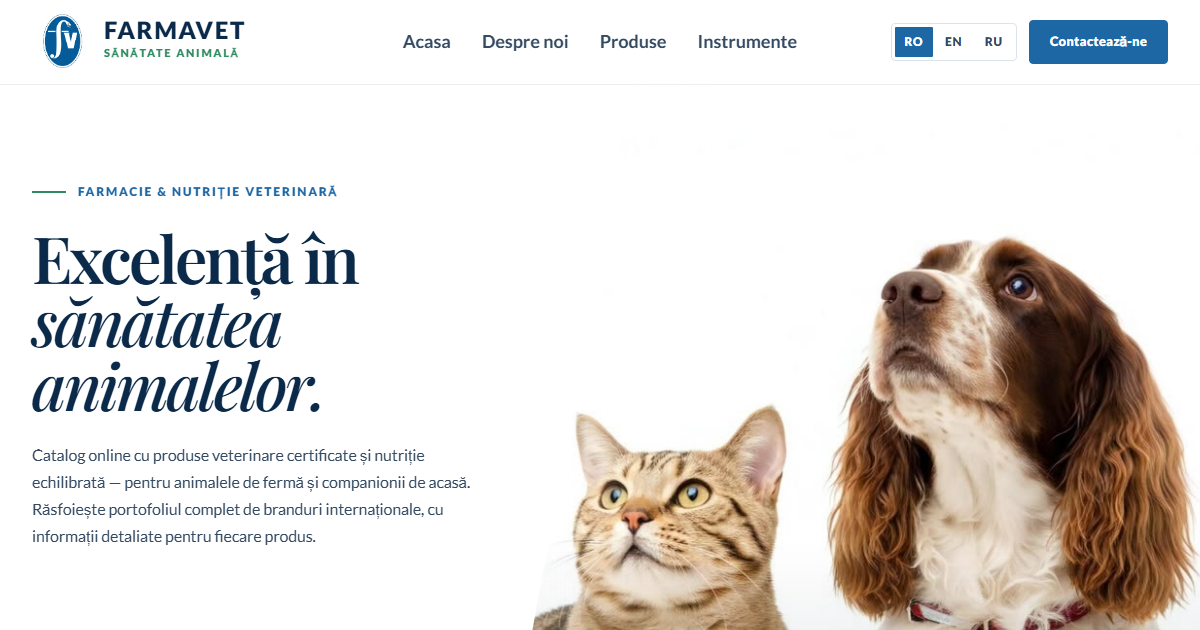 fv
FARMAVET
SĂNĂTATE ANIMALĂ
Acasa
Despre noi
Produse
Instrumente
RO
EN
RU
Contactează-ne
FARMACIE & NUTRIȚIE VETERINARĂ
Excelență în
sănătatea
animalelor.
Catalog online cu produse veterinare certificate și nutriție
echilibrată — pentru animalele de fermă și companionii de acasă.
Răsfoiește portofoliul complet de branduri internaționale, cu
informații detaliate pentru fiecare produs.